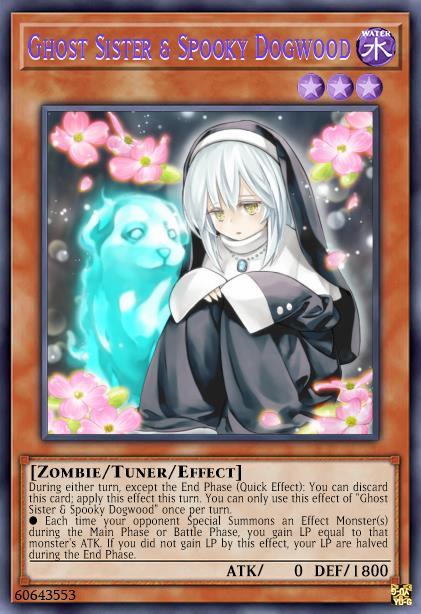 Ghost Sister & Spooky Dogwood
WATER
水
[Zombie/Tuner/Effect]
During either turn, except the End Phase (Quick Effect): You can discard
this card; apply this effect this turn. You can only use this effect of "Ghost
Sister & Spooky Dogwood" once per turn.
● Each time your opponent Special Summons an Effect Monster(s)
during the Main Phase or Battle Phase, you gain LP equal to that
monster's ATK. If you did not gain LP by this effect, your LP are halved
during the End Phase.
ATK/ 0 DEF/1800
60643553